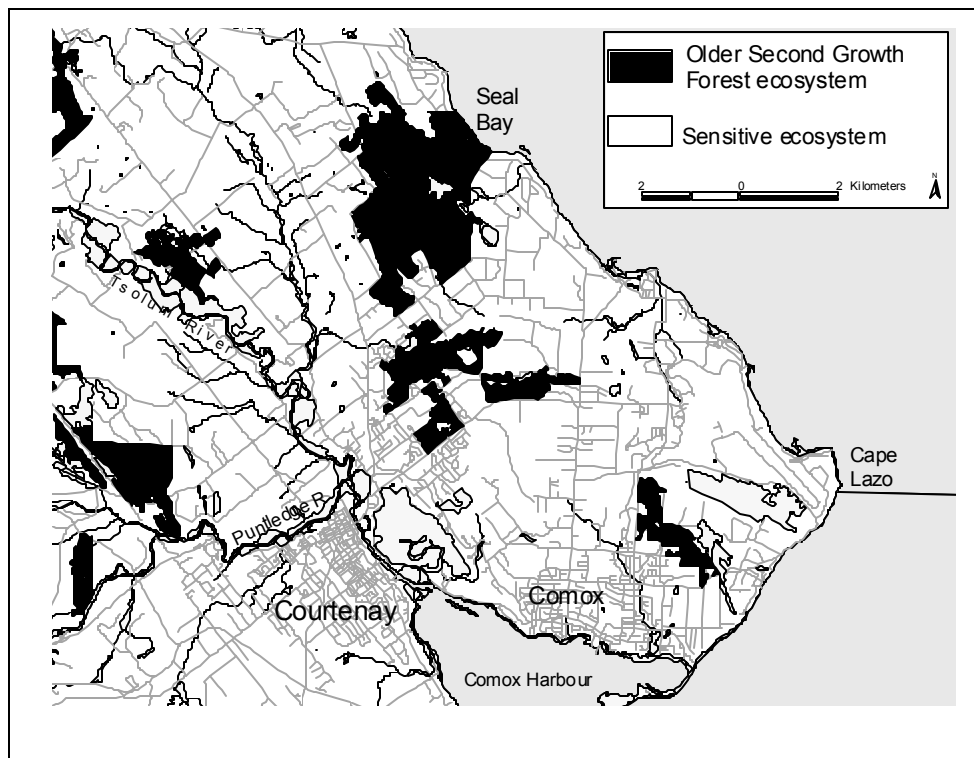 Older Second Growth
Forest ecosystem
Sensitive ecosystem
2 0 2 Kilometers
N
Seal
Bay
Tsolum River
Cape
Lazo
Puntledge R.
Courtenay
Comox
Comox Harbour